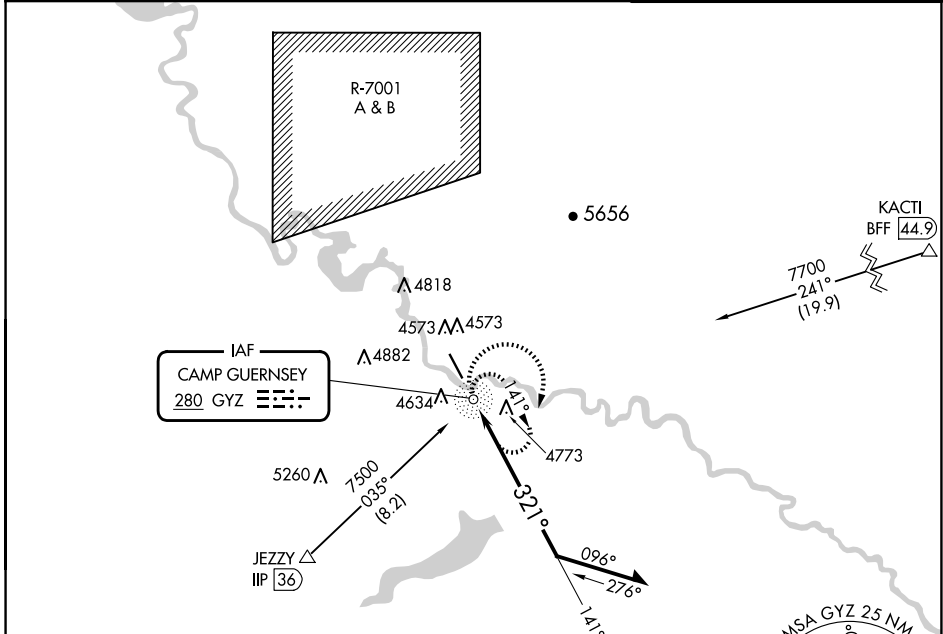 R-7001
A & B
5656
KACTI
BFF 44.9
7700
241°
(19.9)
4818
4573 4573
4882
IAF
CAMP GUERNSEY
280 GYZ
4634
141°
4773
5260
7500
035°
(8.2)
321°
JEZZY
IIP 36
096°
276°
141°
MSA GYZ 25 NM